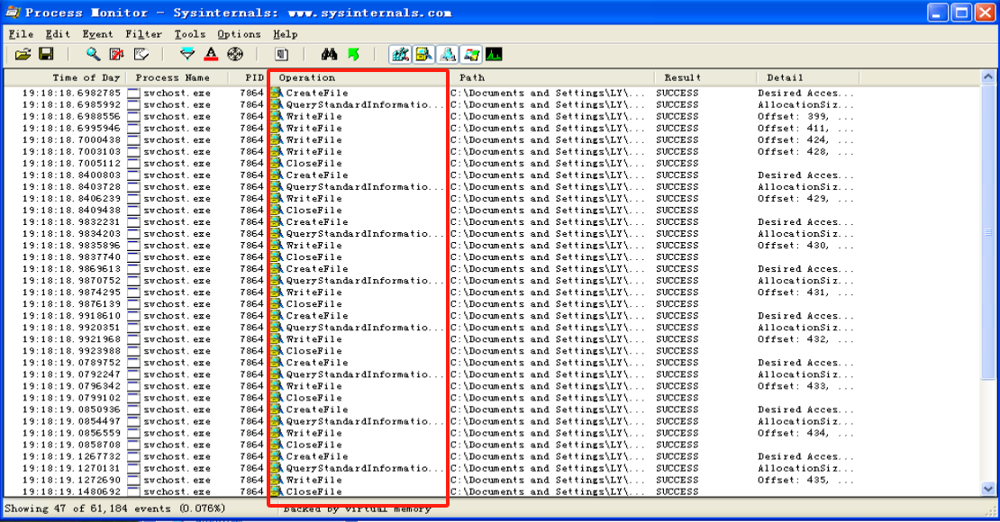 Process Monitor - Sysinternals: www.sysinternals.com
File Edit Event Filter Tools Options Help
Time of Day Process Name PID Operation Path Result Detail
19:18:18.6982785 svchost.exe 7864 CreateFile C:\Documents and Settings\LY\... SUCCESS Desired Acces...
19:18:18.6985992 svchost.exe 7864 QueryStandardInformatio... C:\Documents and Settings\LY\... SUCCESS AllocationSiz...
19:18:18.6988556 svchost.exe 7864 WriteFile C:\Documents and Settings\LY\... SUCCESS Offset: 399, ...
19:18:18.6995946 svchost.exe 7864 WriteFile C:\Documents and Settings\LY\... SUCCESS Offset: 411, ...
19:18:18.7000438 svchost.exe 7864 WriteFile C:\Documents and Settings\LY\... SUCCESS Offset: 424, ...
19:18:18.7003103 svchost.exe 7864 WriteFile C:\Documents and Settings\LY\... SUCCESS Offset: 428, ...
19:18:18.7005112 svchost.exe 7864 CloseFile C:\Documents and Settings\LY\... SUCCESS
19:18:18.8400803 svchost.exe 7864 CreateFile C:\Documents and Settings\LY\... SUCCESS Desired Acces...
19:18:18.8403728 svchost.exe 7864 QueryStandardInformatio... C:\Documents and Settings\LY\... SUCCESS AllocationSiz...
19:18:18.8406239 svchost.exe 7864 WriteFile C:\Documents and Settings\LY\... SUCCESS Offset: 429, ...
19:18:18.8409438 svchost.exe 7864 CloseFile C:\Documents and Settings\LY\... SUCCESS
19:18:18.9832231 svchost.exe 7864 CreateFile C:\Documents and Settings\LY\... SUCCESS Desired Acces...
19:18:18.9834203 svchost.exe 7864 QueryStandardInformatio... C:\Documents and Settings\LY\... SUCCESS AllocationSiz...
19:18:18.9835896 svchost.exe 7864 WriteFile C:\Documents and Settings\LY\... SUCCESS Offset: 430, ...
19:18:18.9837740 svchost.exe 7864 CloseFile C:\Documents and Settings\LY\... SUCCESS
19:18:18.9869613 svchost.exe 7864 CreateFile C:\Documents and Settings\LY\... SUCCESS Desired Acces...
19:18:18.9870752 svchost.exe 7864 QueryStandardInformatio... C:\Documents and Settings\LY\... SUCCESS AllocationSiz...
19:18:18.9874295 svchost.exe 7864 WriteFile C:\Documents and Settings\LY\... SUCCESS Offset: 431, ...
19:18:18.9876139 svchost.exe 7864 CloseFile C:\Documents and Settings\LY\... SUCCESS
19:18:18.9918610 svchost.exe 7864 CreateFile C:\Documents and Settings\LY\... SUCCESS Desired Acces...
19:18:18.9920351 svchost.exe 7864 QueryStandardInformatio... C:\Documents and Settings\LY\... SUCCESS AllocationSiz...
19:18:18.9921968 svchost.exe 7864 WriteFile C:\Documents and Settings\LY\... SUCCESS Offset: 432, ...
19:18:18.9923988 svchost.exe 7864 CloseFile C:\Documents and Settings\LY\... SUCCESS
19:18:19.0789752 svchost.exe 7864 CreateFile C:\Documents and Settings\LY\... SUCCESS Desired Acces...
19:18:19.0792247 svchost.exe 7864 QueryStandardInformatio... C:\Documents and Settings\LY\... SUCCESS AllocationSiz...
19:18:19.0796342 svchost.exe 7864 WriteFile C:\Documents and Settings\LY\... SUCCESS Offset: 433, ...
19:18:19.0799102 svchost.exe 7864 CloseFile C:\Documents and Settings\LY\... SUCCESS
19:18:19.0850936 svchost.exe 7864 CreateFile C:\Documents and Settings\LY\... SUCCESS Desired Acces...
19:18:19.0854497 svchost.exe 7864 QueryStandardInformatio... C:\Documents and Settings\LY\... SUCCESS AllocationSiz...
19:18:19.0856559 svchost.exe 7864 WriteFile C:\Documents and Settings\LY\... SUCCESS Offset: 434, ...
19:18:19.0858708 svchost.exe 7864 CloseFile C:\Documents and Settings\LY\... SUCCESS
19:18:19.1267732 svchost.exe 7864 CreateFile C:\Documents and Settings\LY\... SUCCESS Desired Acces...
19:18:19.1270131 svchost.exe 7864 QueryStandardInformatio... C:\Documents and Settings\LY\... SUCCESS AllocationSiz...
19:18:19.1272690 svchost.exe 7864 WriteFile C:\Documents and Settings\LY\... SUCCESS Offset: 435, ...
19:18:19.1480692 svchost.exe 7864 CloseFile C:\Documents and Settings\LY\... SUCCESS
Showing 47 of 61,184 events (0.076%) backed by virtual memory